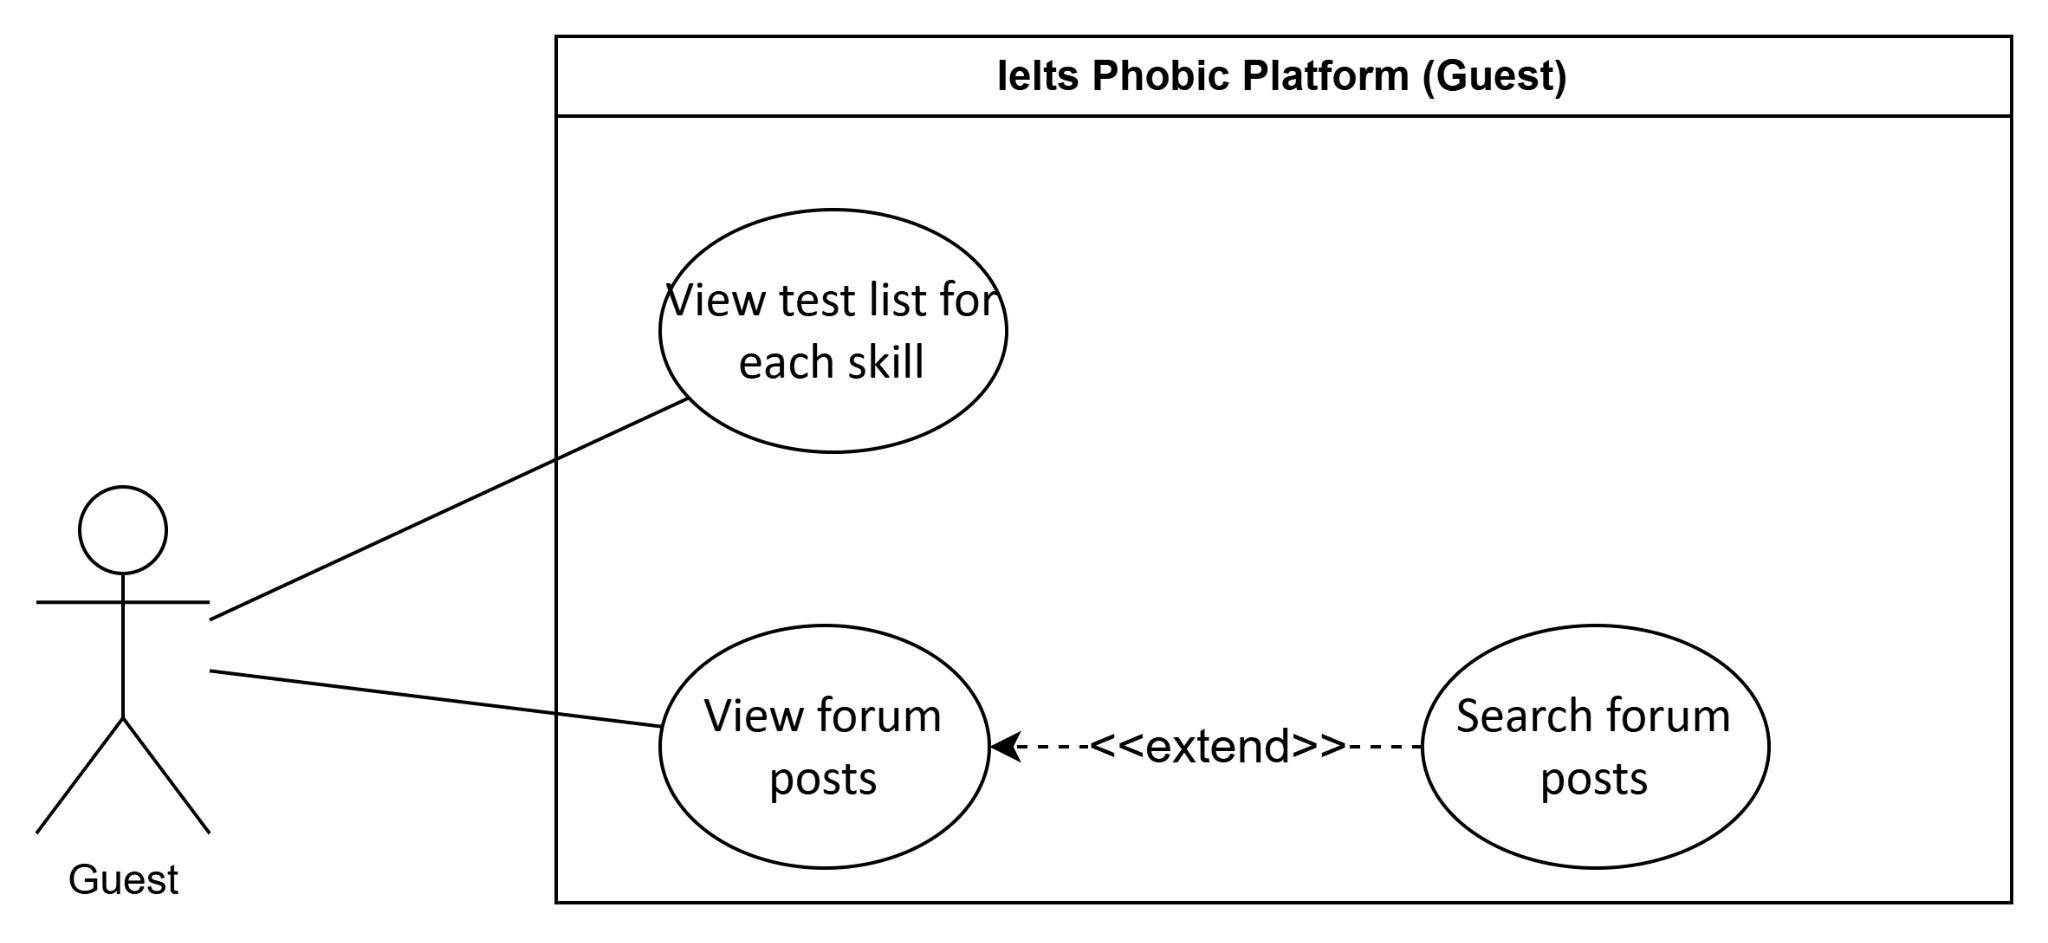 Ielts Phobic Platform (Guest)
View test list for
each skill
View forum
posts
<<extend>>
Search forum
posts
Guest